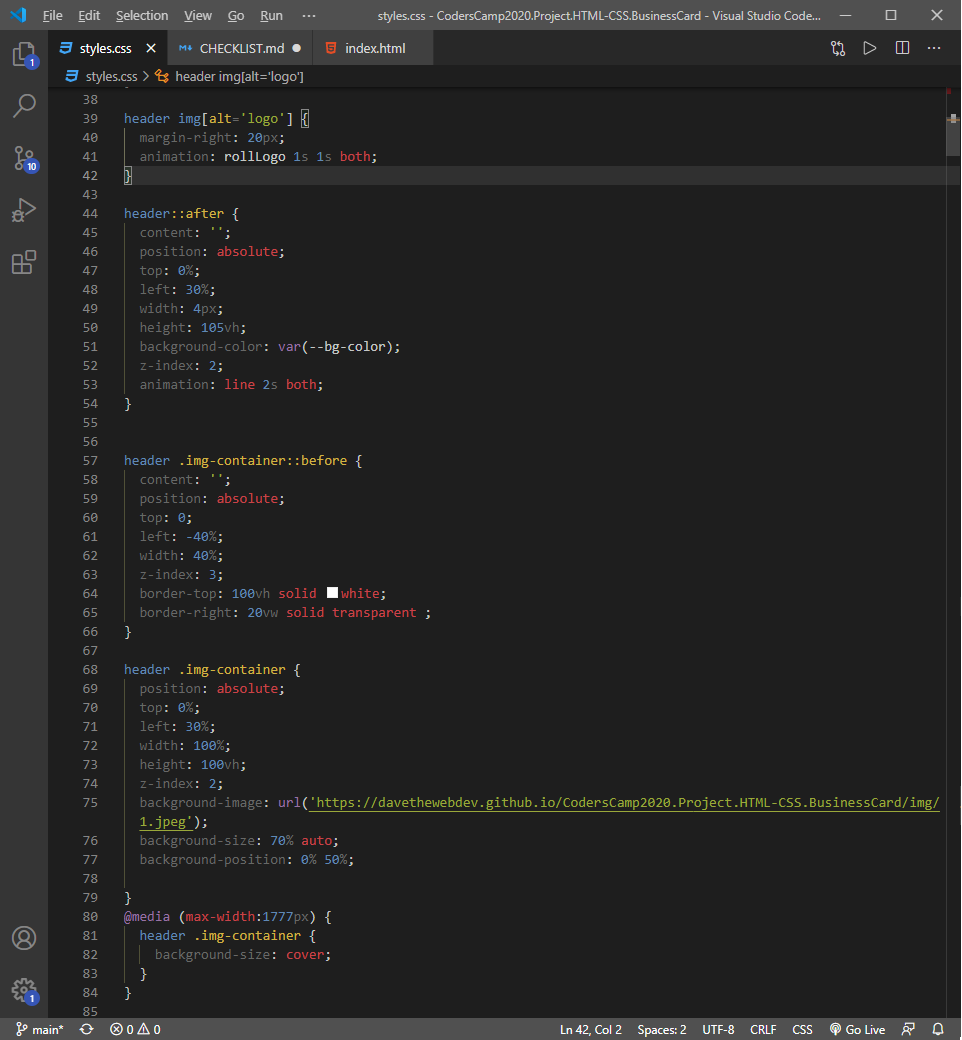 File Edit Selection View Go Run ··· styles.css - CodersCamp2020.Project.HTML-CSS.BusinessCard - Visual Studio Code...
styles.css CHECKLIST.md index.html
styles.css > header img[alt='logo']
1
10
38
39 header img[alt='logo'] {
40 margin-right: 20px;
41 animation: rollLogo 1s 1s both;
42 }
43
44 header::after {
45 content: '';
46 position: absolute;
47 top: 0%;
48 left: 30%;
49 width: 4px;
50 height: 105vh;
51 background-color: var(--bg-color);
52 z-index: 2;
53 animation: line 2s both;
54 }
55
56
57 header .img-container::before {
58 content: '';
59 position: absolute;
60 top: 0;
61 left: -40%;
62 width: 40%;
63 z-index: 3;
64 border-top: 100vh solid white;
65 border-right: 20vw solid transparent ;
66 }
67
68 header .img-container {
69 position: absolute;
70 top: 0%;
71 left: 30%;
72 width: 100%;
73 height: 100vh;
74 z-index: 2;
75 background-image: url('https://davethewebdev.github.io/CodersCamp2020.Project.HTML-CSS.BusinessCard/img/
1.jpeg');
76 background-size: 70% auto;
77 background-position: 0% 50%;
78
79 }
80 @media (max-width:1777px) {
81 header .img-container {
82 background-size: cover;
83 }
84 }
85
1
main* 0 0 Ln 42, Col 2 Spaces: 2 UTF-8 CRLF CSS Go Live